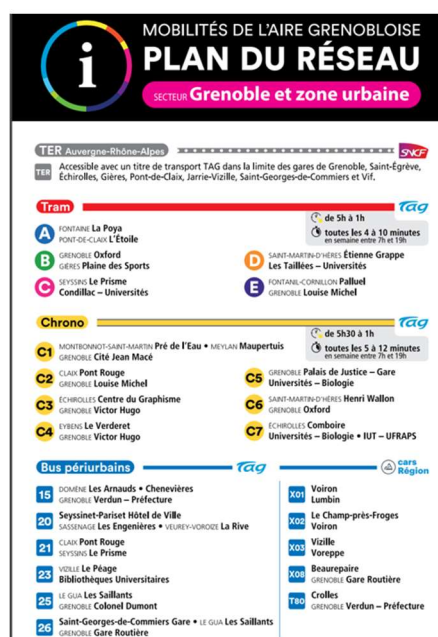 MOBILITÉS DE L'AIRE GRENOBLOISE
i
PLAN DU RÉSEAU
SECTEUR Grenoble et zone urbaine
TER Auvergne-Rhône-Alpes
SNCF
TER
Accessible avec un titre de transport TAG dans la limite des gares de Grenoble, Saint-Égrève,
Échirolles, Gières, Pont-de-Claix, Jarrie-Vizille, Saint-Georges-de-Commiers et Vif.
Tram
Tag
de 5h à 1h
toutes les 4 à 10 minutes
en semaine entre 7h et 19h
A
FONTAINE La Poya
PONT-DE-CLAIX L'Étoile
B
GRENOBLE Oxford
GIÈRES Plaine des Sports
C
SEYSSINS Le Prisme
Condillac – Universités
D
SAINT-MARTIN-D'HÈRES Étienne Grappe
Les Taillées – Universités
E
FONTANIL-CORNILLON Palluel
GRENOBLE Louise Michel
Chrono
Tag
de 5h30 à 1h
toutes les 5 à 12 minutes
en semaine entre 7h et 19h
C1
MONTBONNOT-SAINT-MARTIN Pré de l'Eau • MEYLAN Maupertuis
GRENOBLE Cité Jean Macé
C2
CLAIX Pont Rouge
GRENOBLE Louise Michel
C3
ÉCHIROLLES Centre du Graphisme
GRENOBLE Victor Hugo
C4
EYBENS Le Verderet
GRENOBLE Victor Hugo
C5
GRENOBLE Palais de Justice – Gare
Universités – Biologie
C6
SAINT-MARTIN-D'HÈRES Henri Wallon
GRENOBLE Oxford
C7
ÉCHIROLLES Comboire
Universités – Biologie • IUT – UFRAPS
Bus périurbains
Tag
cars
Région
15
DOMÈNE Les Arnauds • Chenevières
GRENOBLE Verdun – Préfecture
20
Seyssinet-Pariset Hôtel de Ville
SASSENAGE Les Engenières • VEUREY-VOROIZE La Rive
21
CLAIX Pont Rouge
SEYSSINS Le Prisme
23
VIZILLE Le Péage
Bibliothèques Universitaires
25
LE GUA Les Saillants
GRENOBLE Colonel Dumont
26
Saint-Georges-de-Commiers Gare • LE GUA Les Saillants
GRENOBLE Gare Routière
X01
Voiron
Lumbin
X02
Le Champ-près-Froges
Voiron
X03
Vizille
Voreppe
X08
Beaurepaire
GRENOBLE Gare Routière
T80
Crolles
GRENOBLE Verdun – Préfecture